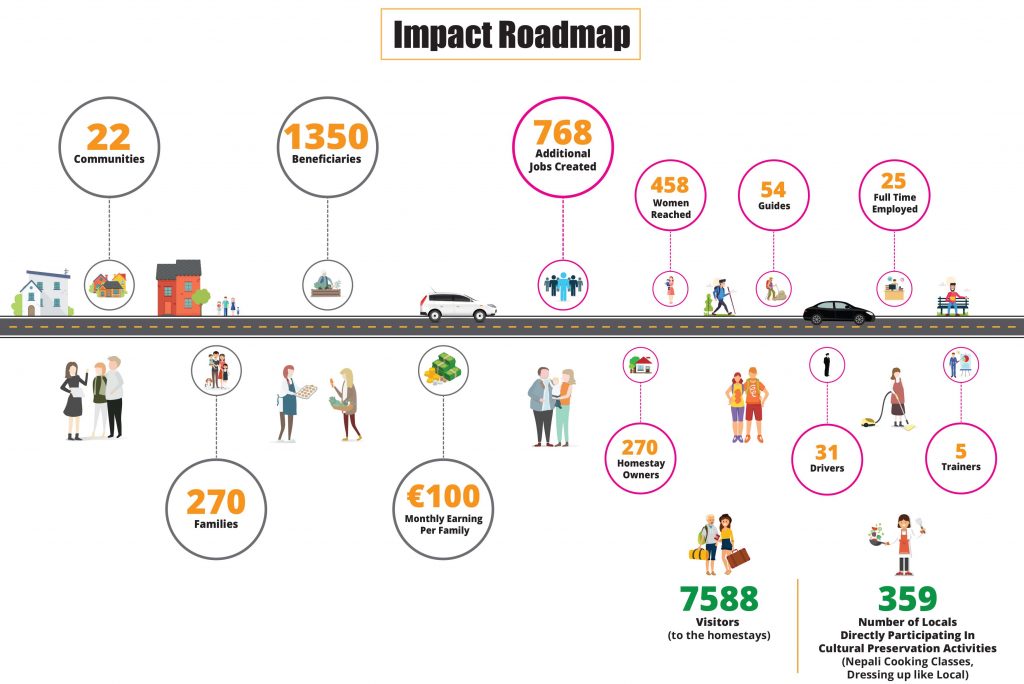 Impact Roadmap
22
Communities
1350
Beneficiaries
768
Additional
Jobs Created
458
Women
Reached
54
Guides
25
Full Time
Employed
270
Families
€100
Monthly Earning
Per Family
270
Homestay
Owners
31
Drivers
5
Trainers
7588
Visitors
(to the homestays)
359
Number of Locals
Directly Participating In
Cultural Preservation Activities
(Nepali Cooking Classes,
Dressing up like Local)